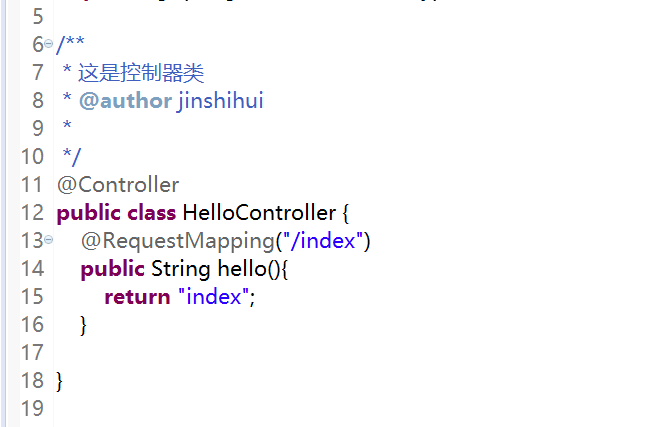 5
6 /**
7 * 这是控制器类
8 * @author jinshihui
9 *
10 */
11 @Controller
12 public class HelloController {
13 @RequestMapping("/index")
14 public String hello(){
15 return "index";
16 }
17
18 }
19